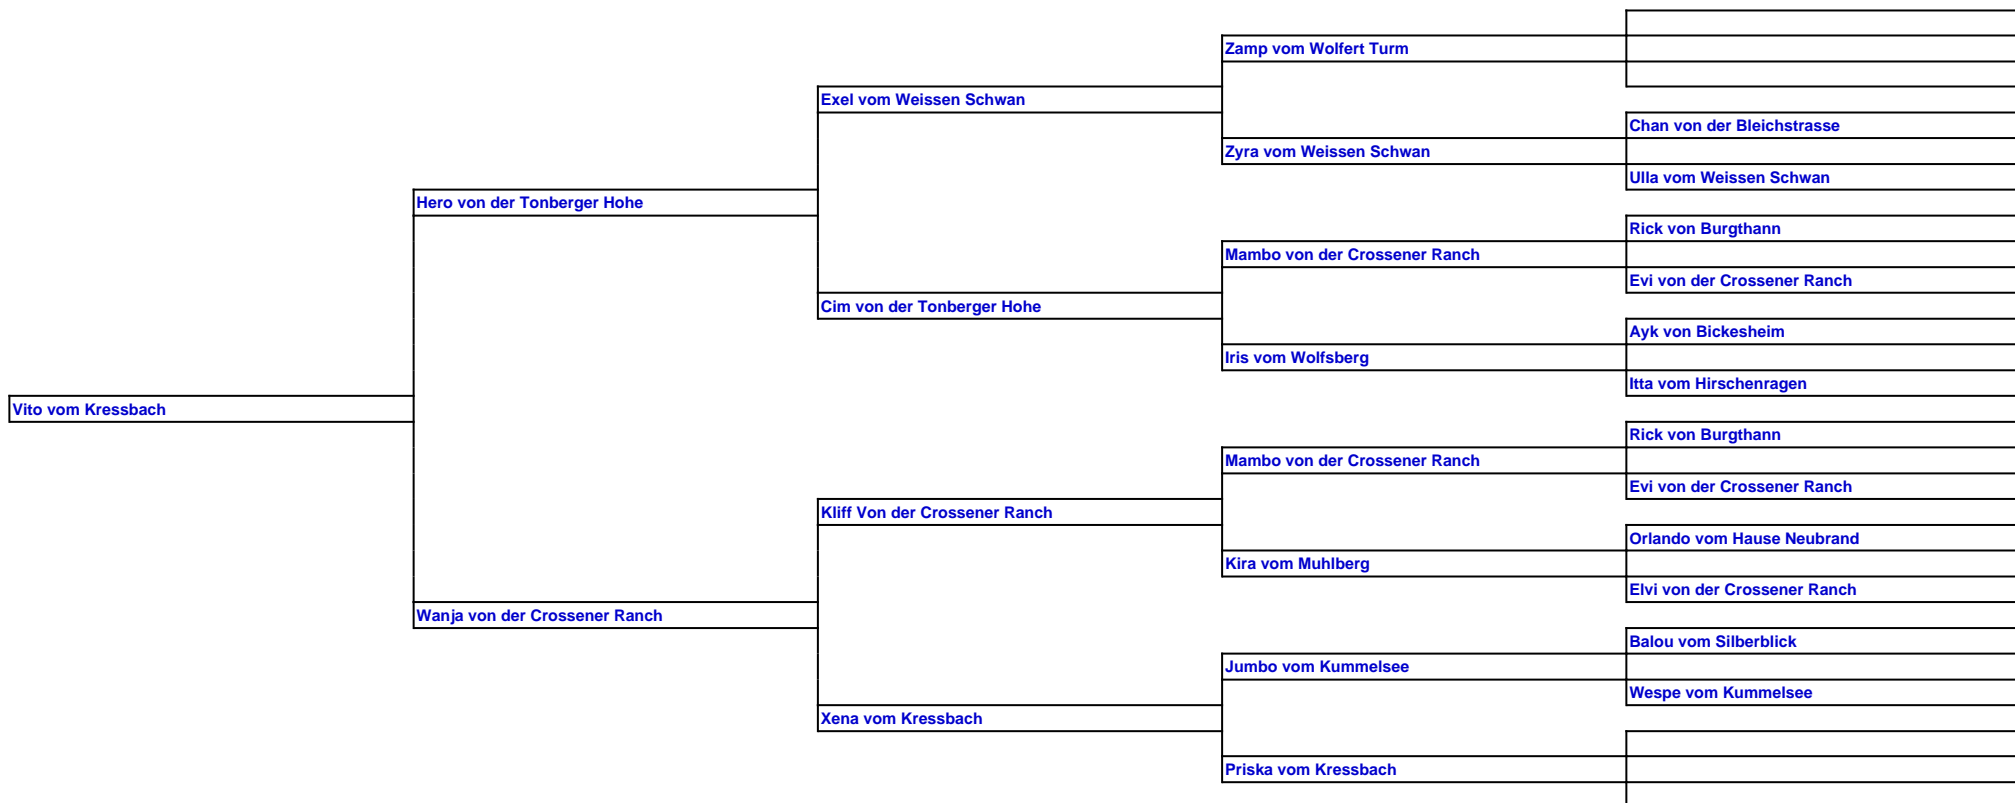 Zamp vom Wolfert Turm
Exel vom Weissen Schwan
Chan von der Bleichstrasse
Zyra vom Weissen Schwan
Ulla vom Weissen Schwan
Hero von der Tonberger Hohe
Rick von Burgthann
Mambo von der Crossener Ranch
Evi von der Crossener Ranch
Cim von der Tonberger Hohe
Ayk von Bickesheim
Iris vom Wolfsberg
Itta vom Hirschenragen
Vito vom Kressbach
Rick von Burgthann
Mambo von der Crossener Ranch
Evi von der Crossener Ranch
Kliff Von der Crossener Ranch
Orlando vom Hause Neubrand
Kira vom Muhlberg
Elvi von der Crossener Ranch
Wanja von der Crossener Ranch
Balou vom Silberblick
Jumbo vom Kummelsee
Wespe vom Kummelsee
Xena vom Kressbach
Priska vom Kressbach